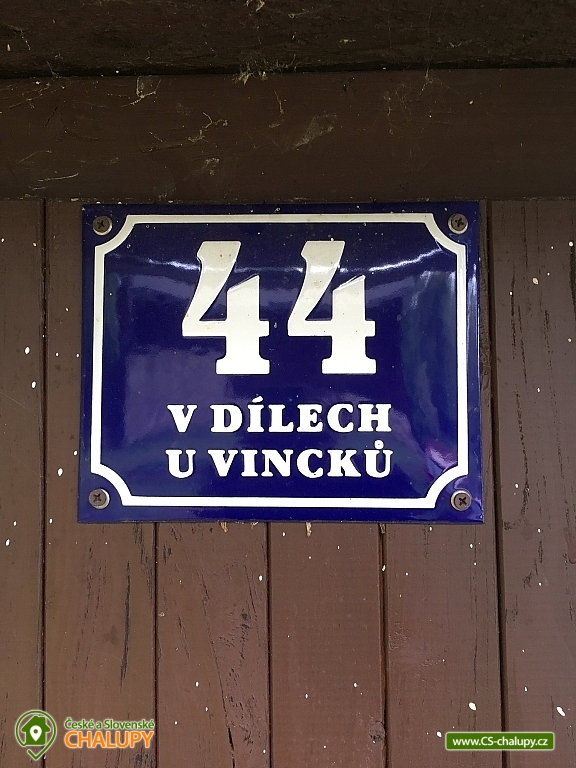 44
V DÍLECH
U VINCKŮ
České a Slovenské
CHALUPY
www.CS-chalupy.cz